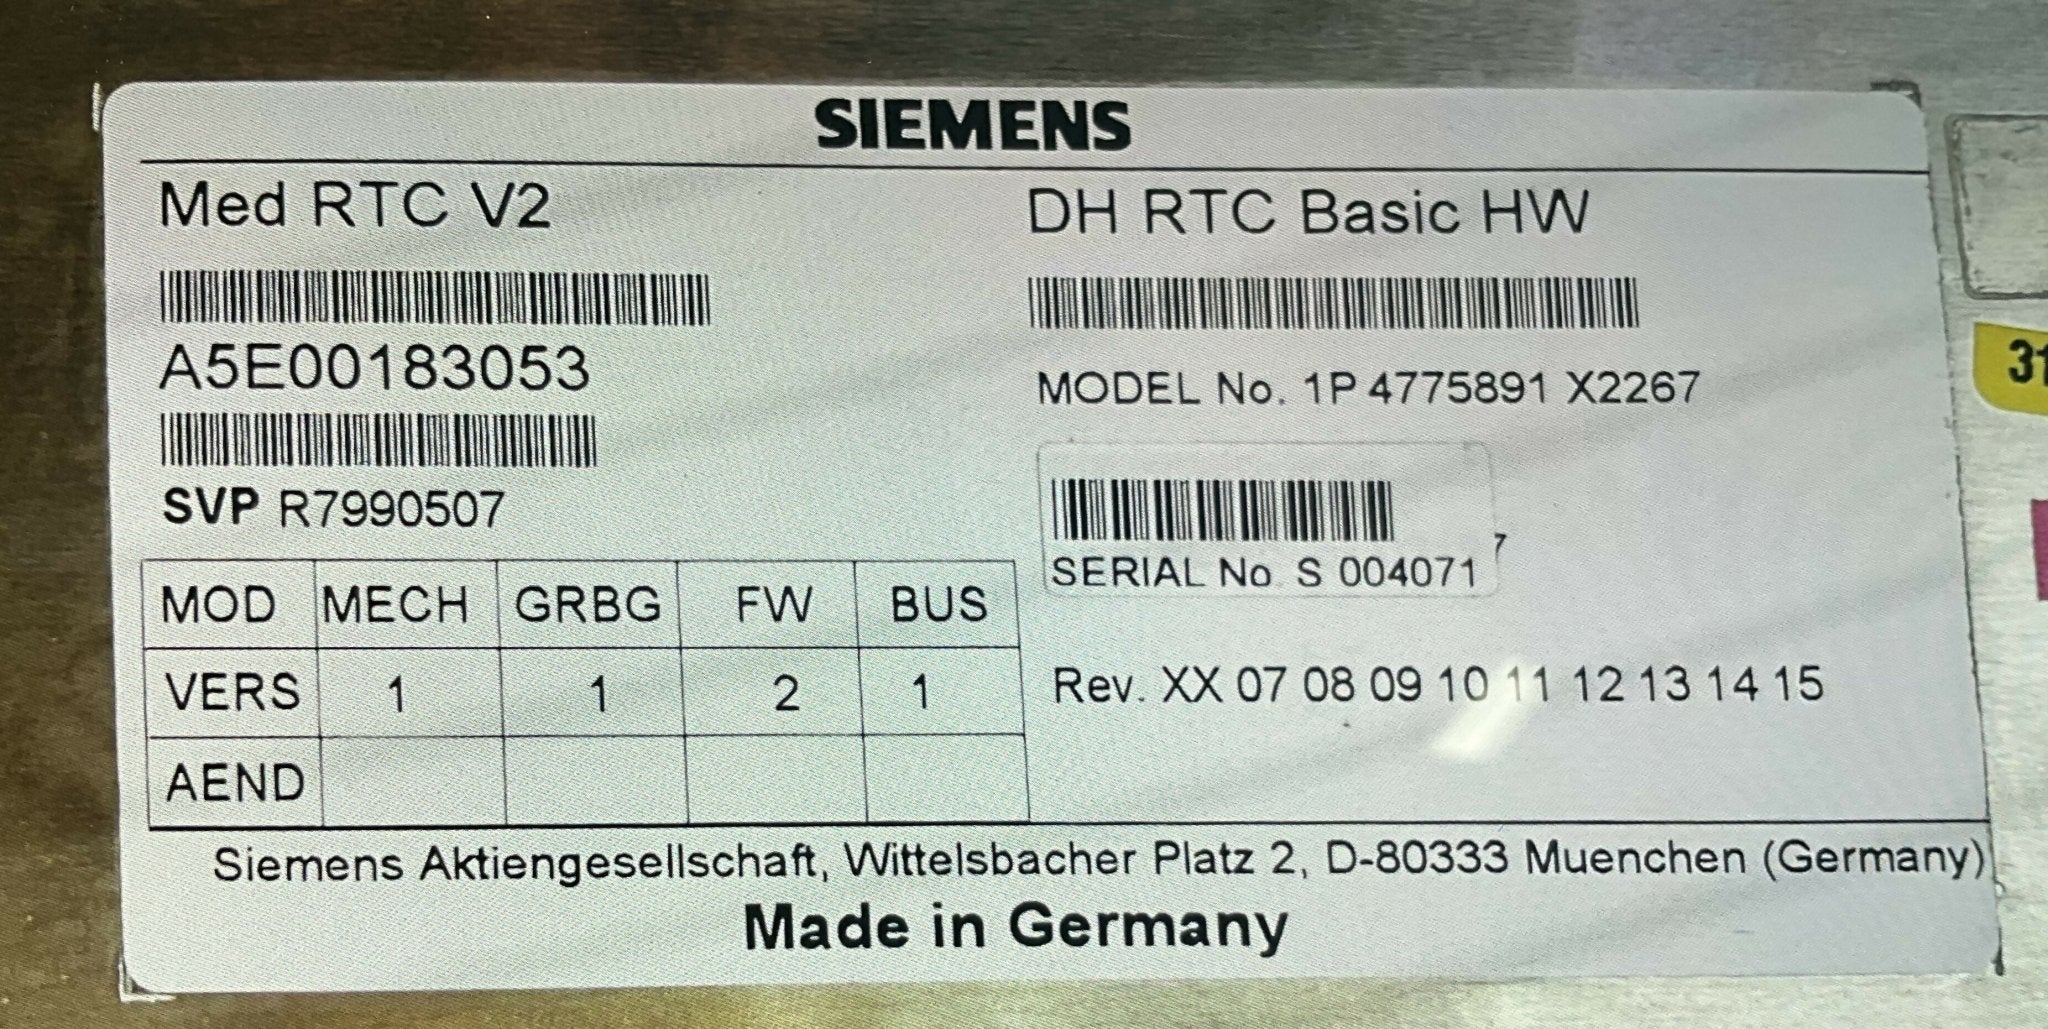 SIEMENS
Med RTC V2
A5E00183053
SVP R7990507
MOD MECH GRBG FW BUS
VERS 1 1 2 1
AEND
DH RTC Basic HW
MODEL No. 1P 4775891 X2267
7
SERIAL No. S 004071
Rev. XX 07 08 09 10 11 12 13 14 15
Siemens Aktiengesellschaft, Wittelsbacher Platz 2, D-80333 Muenchen (Germany)
Made in Germany
31